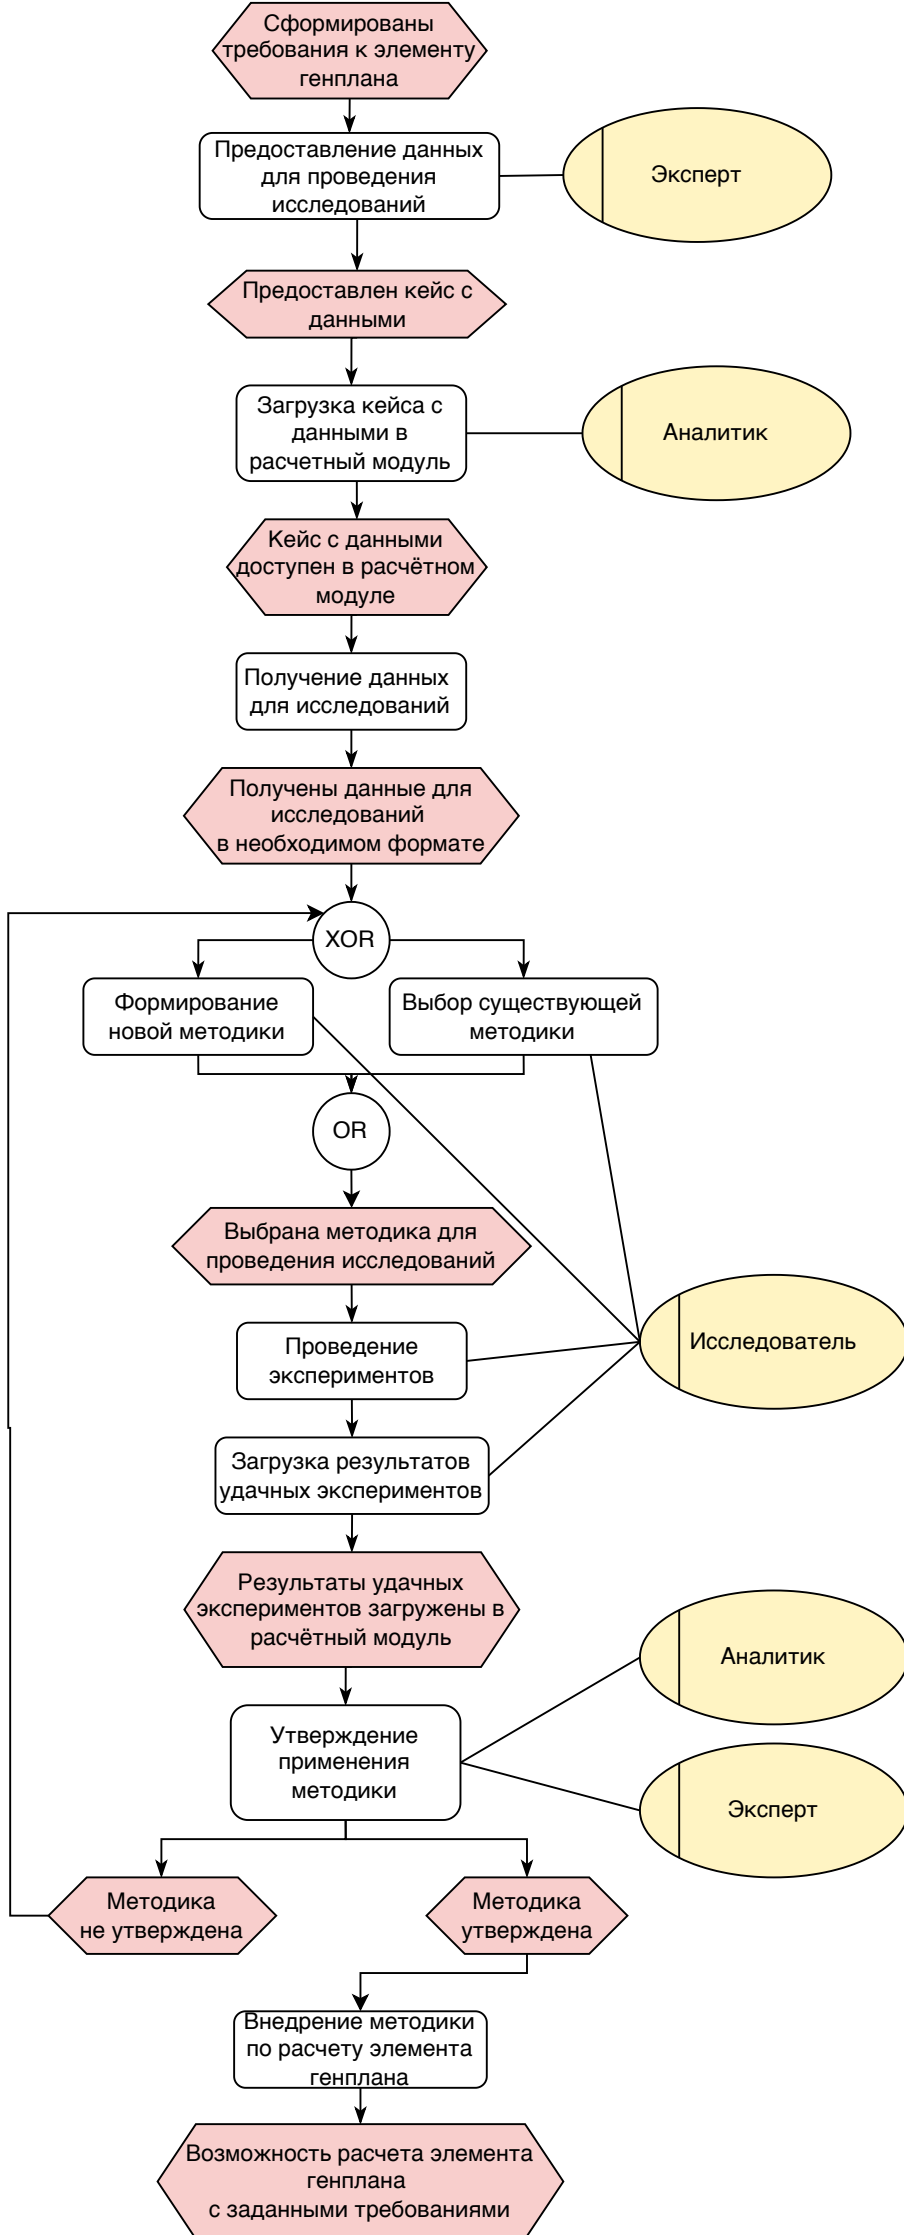 Сформированы
требования к элементу
генплана
Предоставление данных
для проведения
исследований
Эксперт
Предоставлен кейс с
данными
Загрузка кейса с
данными в
расчетный модуль
Аналитик
Кейс с данными
доступен в расчётном
модуле
Получение данных
для исследований
Получены данные для
исследований
в необходимом формате
XOR
Формирование
новой методики
Выбор существующей
методики
OR
Выбрана методика для
проведения исследований
Проведение
экспериментов
Исследователь
Загрузка результатов
удачных экспериментов
Результаты удачных
экспериментов загружены в
расчётный модуль
Аналитик
Утверждение
применения
методики
Эксперт
Методика
не утверждена
Методика
утверждена
Внедрение методики
по расчету элемента
генплана
Возможность расчета элемента
генплана
с заданными требованиями